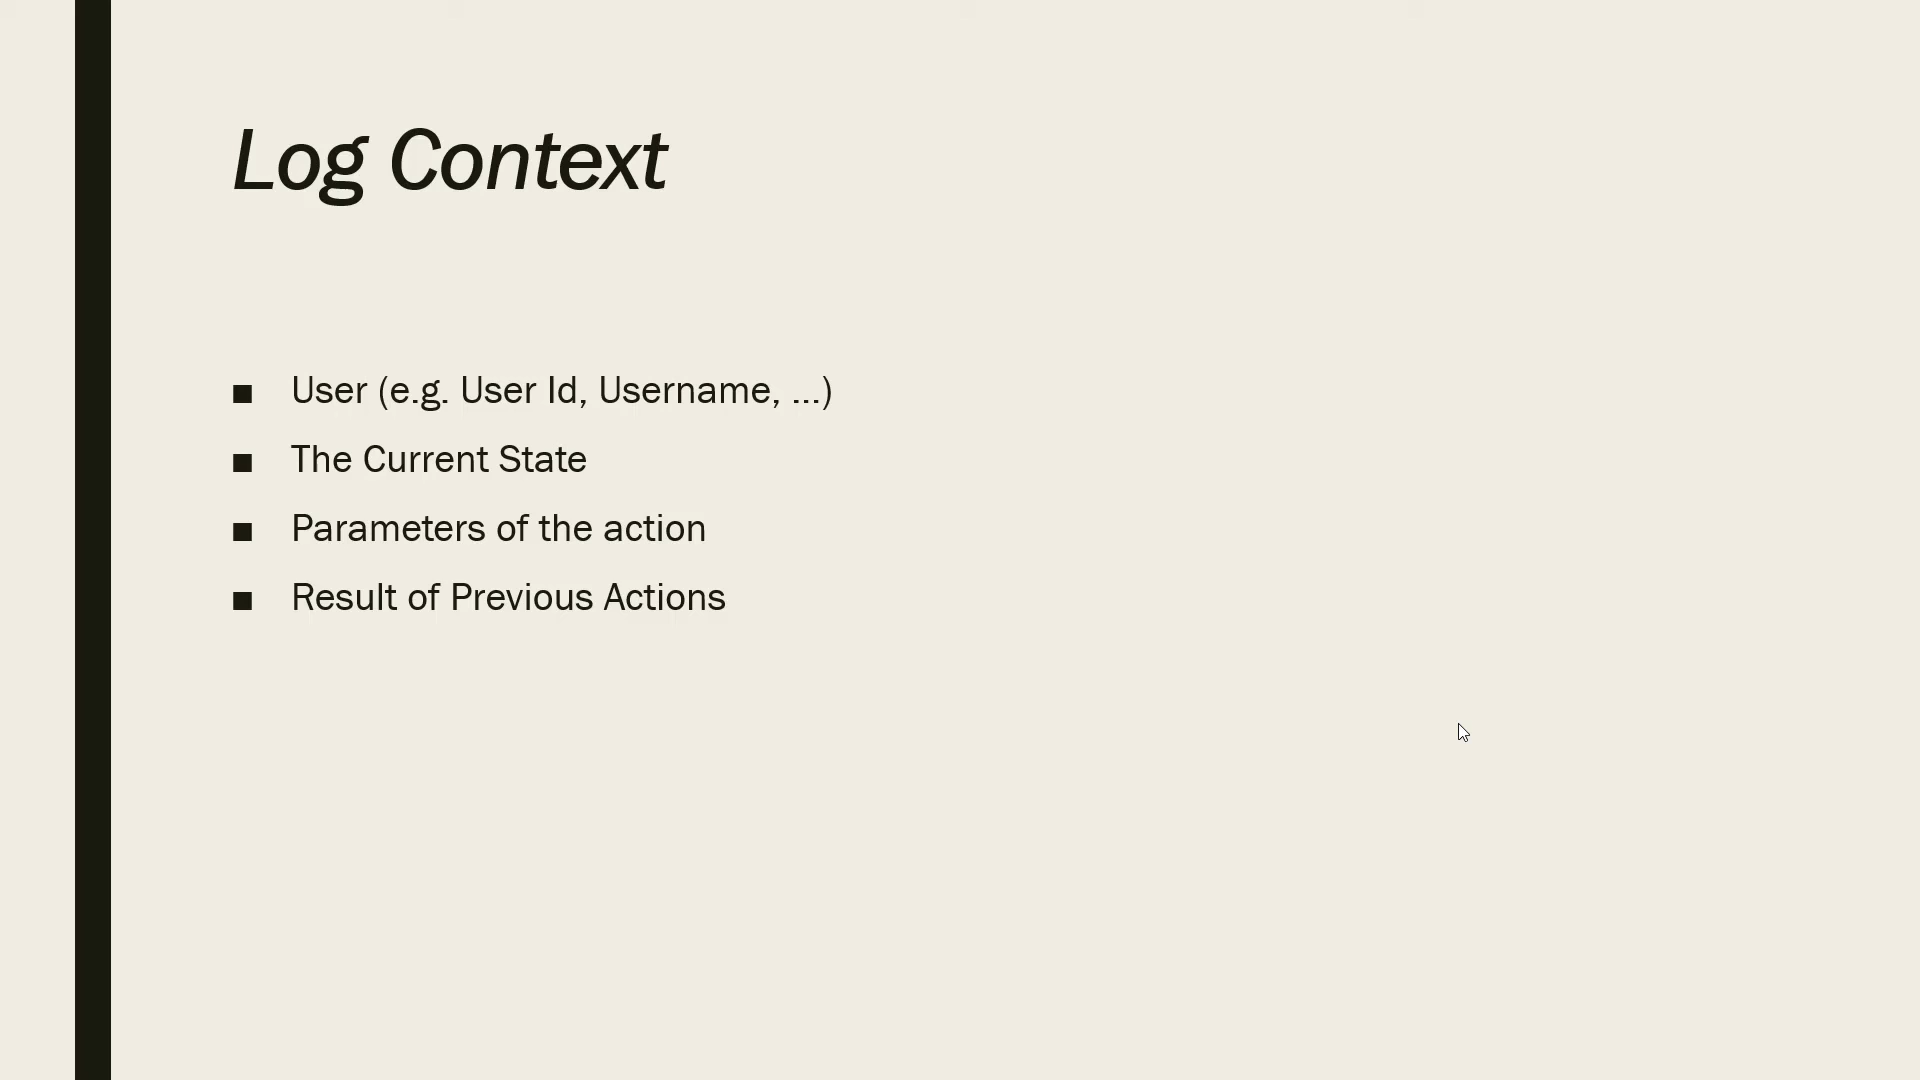 Log Context
■ User (e.g. User Id, Username, ...)
■ The Current State
■ Parameters of the action
■ Result of Previous Actions